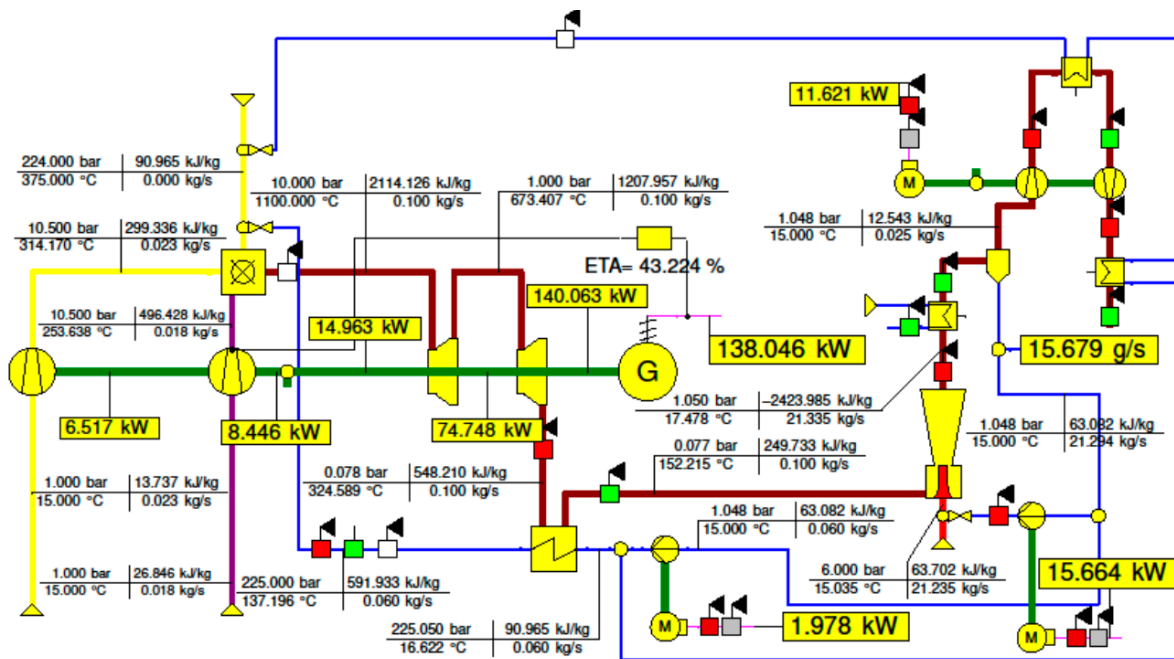 11.621 kW
M
224.000 bar 90.965 kJ/kg
375.000 °C 0.000 kg/s
10.000 bar 2114.126 kJ/kg
1100.000 °C 0.100 kg/s
1.000 bar 1207.957 kJ/kg
673.407 °C 0.100 kg/s
1.048 bar 12.543 kJ/kg
15.000 °C 0.025 kg/s
10.500 bar 299.336 kJ/kg
314.170 °C 0.023 kg/s
ETA= 43.224 %
140.063 kW
10.500 bar 496.428 kJ/kg
253.638 °C 0.018 kg/s
14.963 kW
138.046 kW
15.679 g/s
G
6.517 kW
8.446 kW
74.748 kW
1.050 bar −2423.985 kJ/kg
17.478 °C 21.335 kg/s
1.048 bar 63.082 kJ/kg
15.000 °C 21.294 kg/s
0.077 bar 249.733 kJ/kg
152.215 °C 0.100 kg/s
0.078 bar 548.210 kJ/kg
324.589 °C 0.100 kg/s
1.000 bar 13.737 kJ/kg
15.000 °C 0.023 kg/s
1.048 bar 63.082 kJ/kg
15.000 °C 0.060 kg/s
1.000 bar 26.846 kJ/kg
15.000 °C 0.018 kg/s
225.000 bar 591.933 kJ/kg
137.196 °C 0.060 kg/s
6.000 bar 63.702 kJ/kg
15.035 °C 21.235 kg/s
15.664 kW
M
1.978 kW
M
225.050 bar 90.965 kJ/kg
16.622 °C 0.060 kg/s